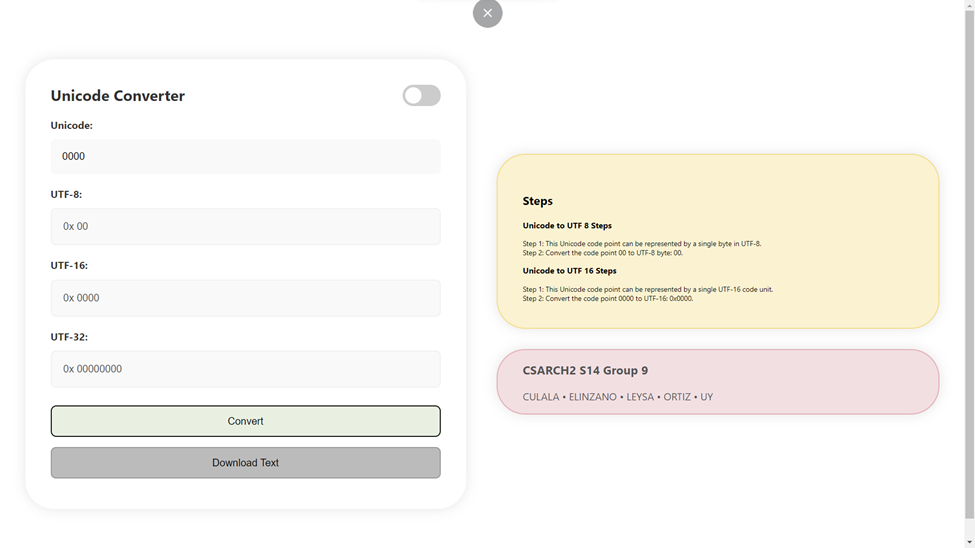 Unicode Converter
Unicode:
0000
UTF-8:
0x 00
UTF-16:
0x 0000
UTF-32:
0x 00000000
Convert
Download Text
Steps
Unicode to UTF 8 Steps
Step 1: This Unicode code point can be represented by a single byte in UTF-8.
Step 2: Convert the code point 00 to UTF-8 byte: 00.
Unicode to UTF 16 Steps
Step 1: This Unicode code point can be represented by a single UTF-16 code unit.
Step 2: Convert the code point 0000 to UTF-16: 0x0000.
CSARCH2 S14 Group 9
CULALA • ELINZANO • LEYSA • ORTIZ • UY